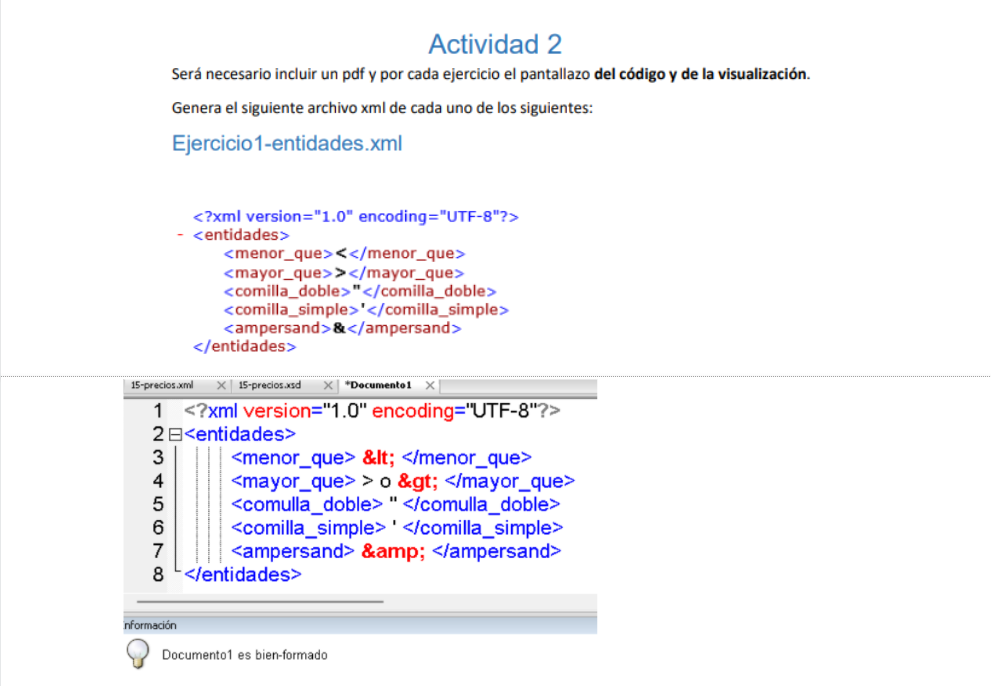 Actividad 2
Será necesario incluir un pdf y por cada ejercicio el pantallazo del código y de la visualización.
Genera el siguiente archivo xml de cada uno de los siguientes:
Ejercicio1-entidades.xml
<?xml version="1.0" encoding="UTF-8"?>
- <entidades>
<menor_que><</menor_que>
<mayor_que>></mayor_que>
<comilla_doble>"</comilla_doble>
<comilla_simple>'</comilla_simple>
<ampersand>&</ampersand>
</entidades>
15-precios.xml 15-precios.xsd *Documento1
1 <?xml version="1.0" encoding="UTF-8"?>
2 <entidades>
3 <menor_que> &lt; </menor_que>
4 <mayor_que> > o &gt; </mayor_que>
5 <comulla_doble> " </comulla_doble>
6 <comilla_simple> ' </comilla_simple>
7 <ampersand> &amp; </ampersand>
8 </entidades>
nformación
Documento1 es bien-formado